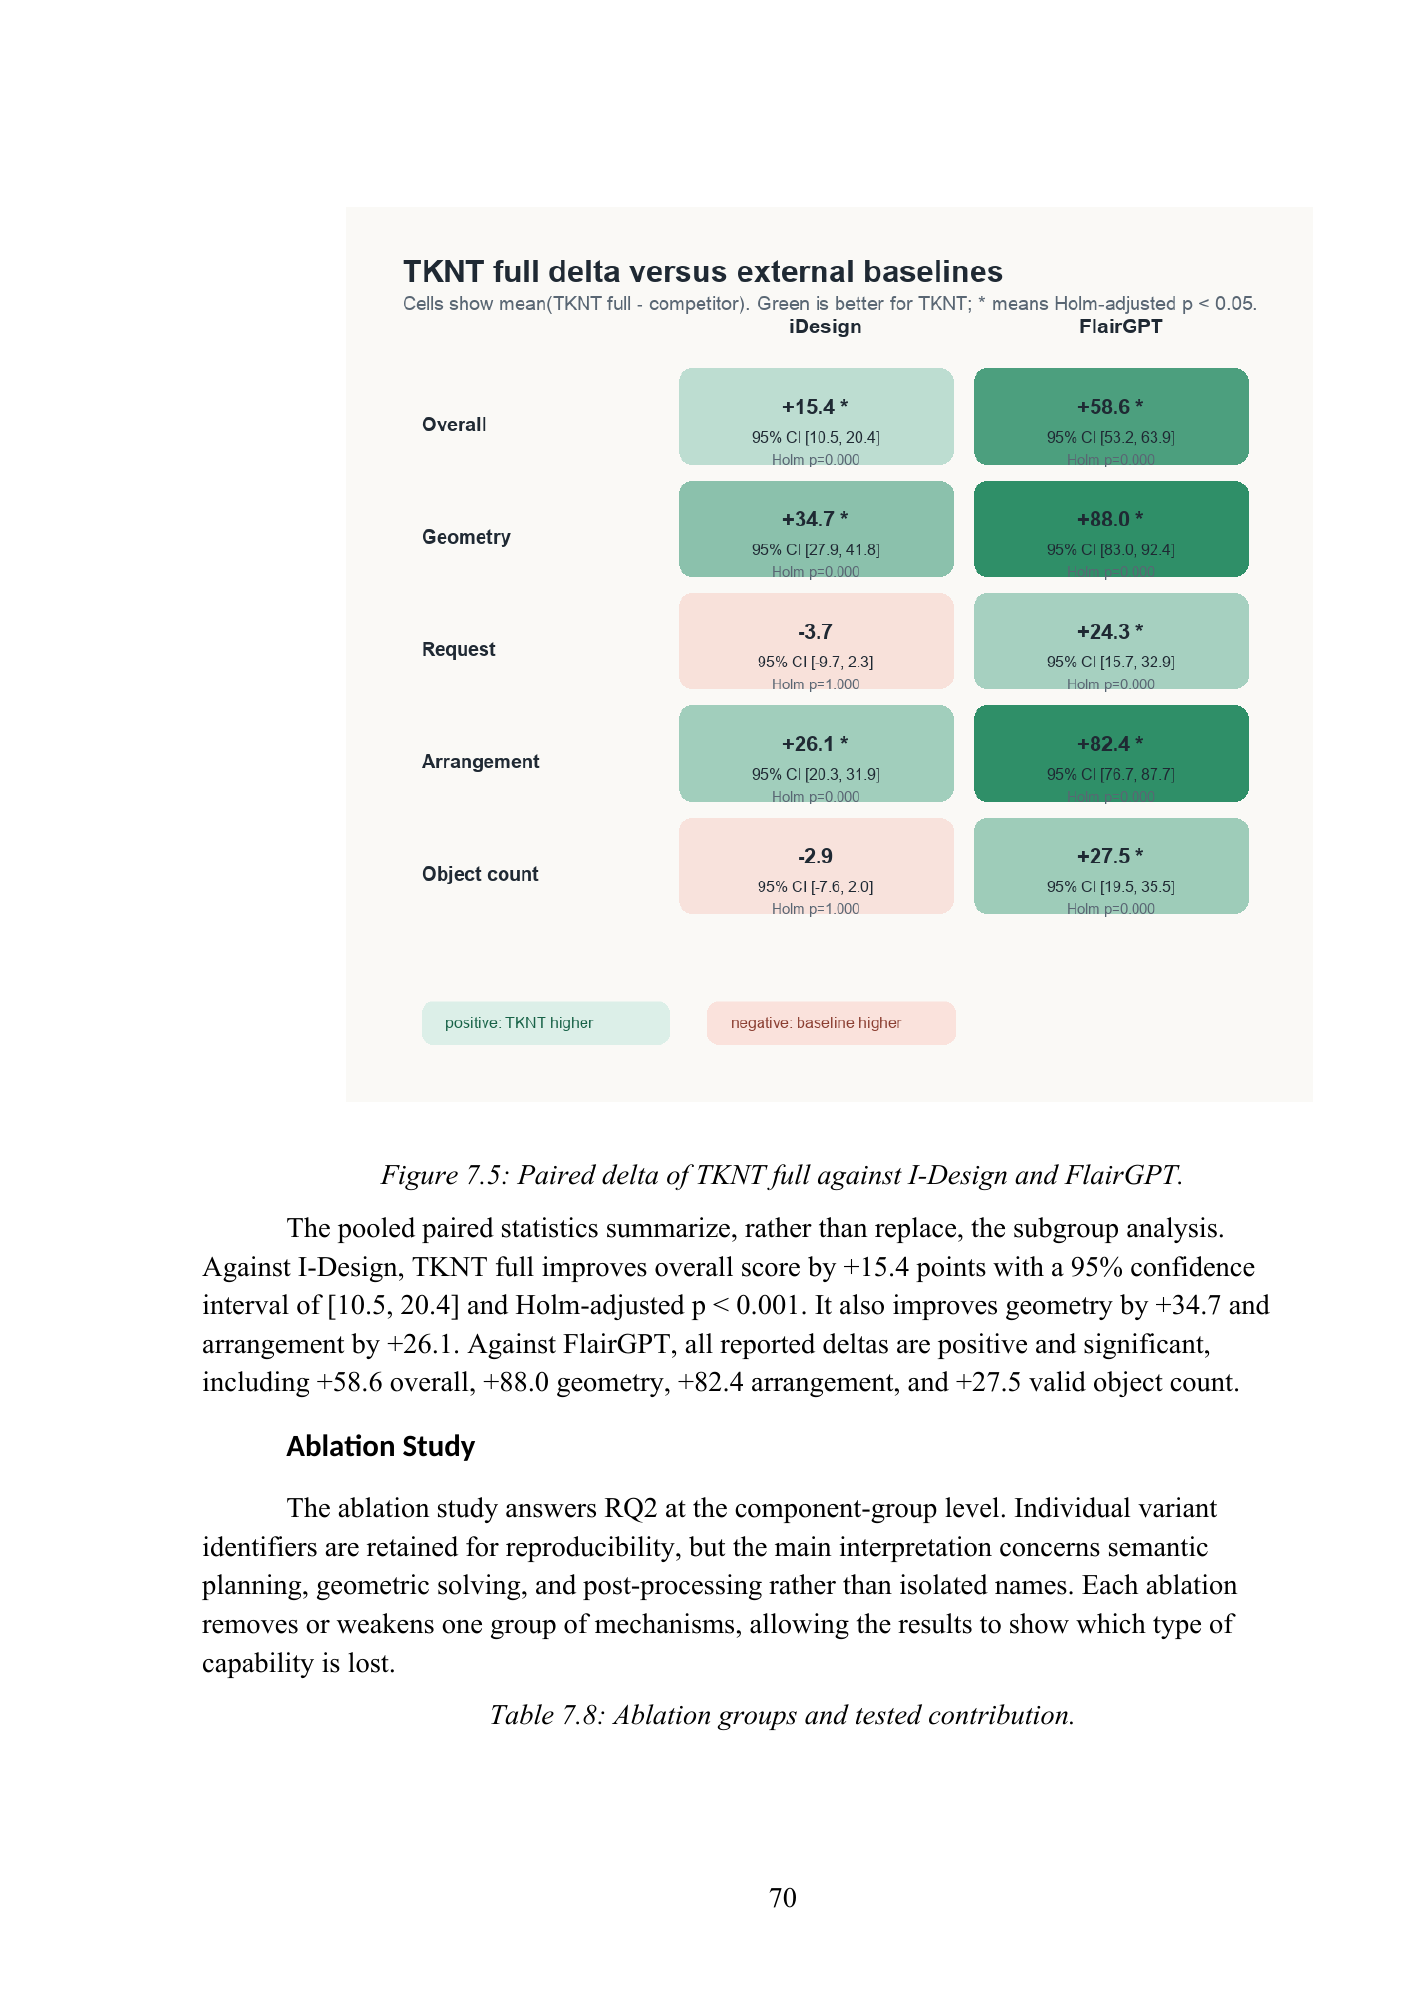 TKNT full delta versus external baselines
Cells show mean(TKNT full - competitor). Green is better for TKNT; * means Holm-adjusted p < 0.05.
iDesign FlairGPT
Overall
+15.4 * +58.6 *
95% CI [10.5, 20.4] 95% CI [53.2, 63.9]
Holm p=0.000 Holm p=0.000
Geometry
+34.7 * +88.0 *
95% CI [27.9, 41.8] 95% CI [83.0, 92.4]
Holm p=0.000 Holm p=0.000
Request
-3.7 +24.3 *
95% CI [-9.7, 2.3] 95% CI [15.7, 32.9]
Holm p=1.000 Holm p=0.000
Arrangement
+26.1 * +82.4 *
95% CI [20.3, 31.9] 95% CI [76.7, 87.7]
Holm p=0.000 Holm p=0.000
Object count
-2.9 +27.5 *
95% CI [-7.6, 2.0] 95% CI [19.5, 35.5]
Holm p=1.000 Holm p=0.000
positive: TKNT higher negative: baseline higher
Figure 7.5: Paired delta of TKNT full against I-Design and FlairGPT.
The pooled paired statistics summarize, rather than replace, the subgroup analysis.
Against I-Design, TKNT full improves overall score by +15.4 points with a 95% confidence
interval of [10.5, 20.4] and Holm-adjusted p < 0.001. It also improves geometry by +34.7 and
arrangement by +26.1. Against FlairGPT, all reported deltas are positive and significant,
including +58.6 overall, +88.0 geometry, +82.4 arrangement, and +27.5 valid object count.
Ablation Study
The ablation study answers RQ2 at the component-group level. Individual variant
identifiers are retained for reproducibility, but the main interpretation concerns semantic
planning, geometric solving, and post-processing rather than isolated names. Each ablation
removes or weakens one group of mechanisms, allowing the results to show which type of
capability is lost.
Table 7.8: Ablation groups and tested contribution.
70